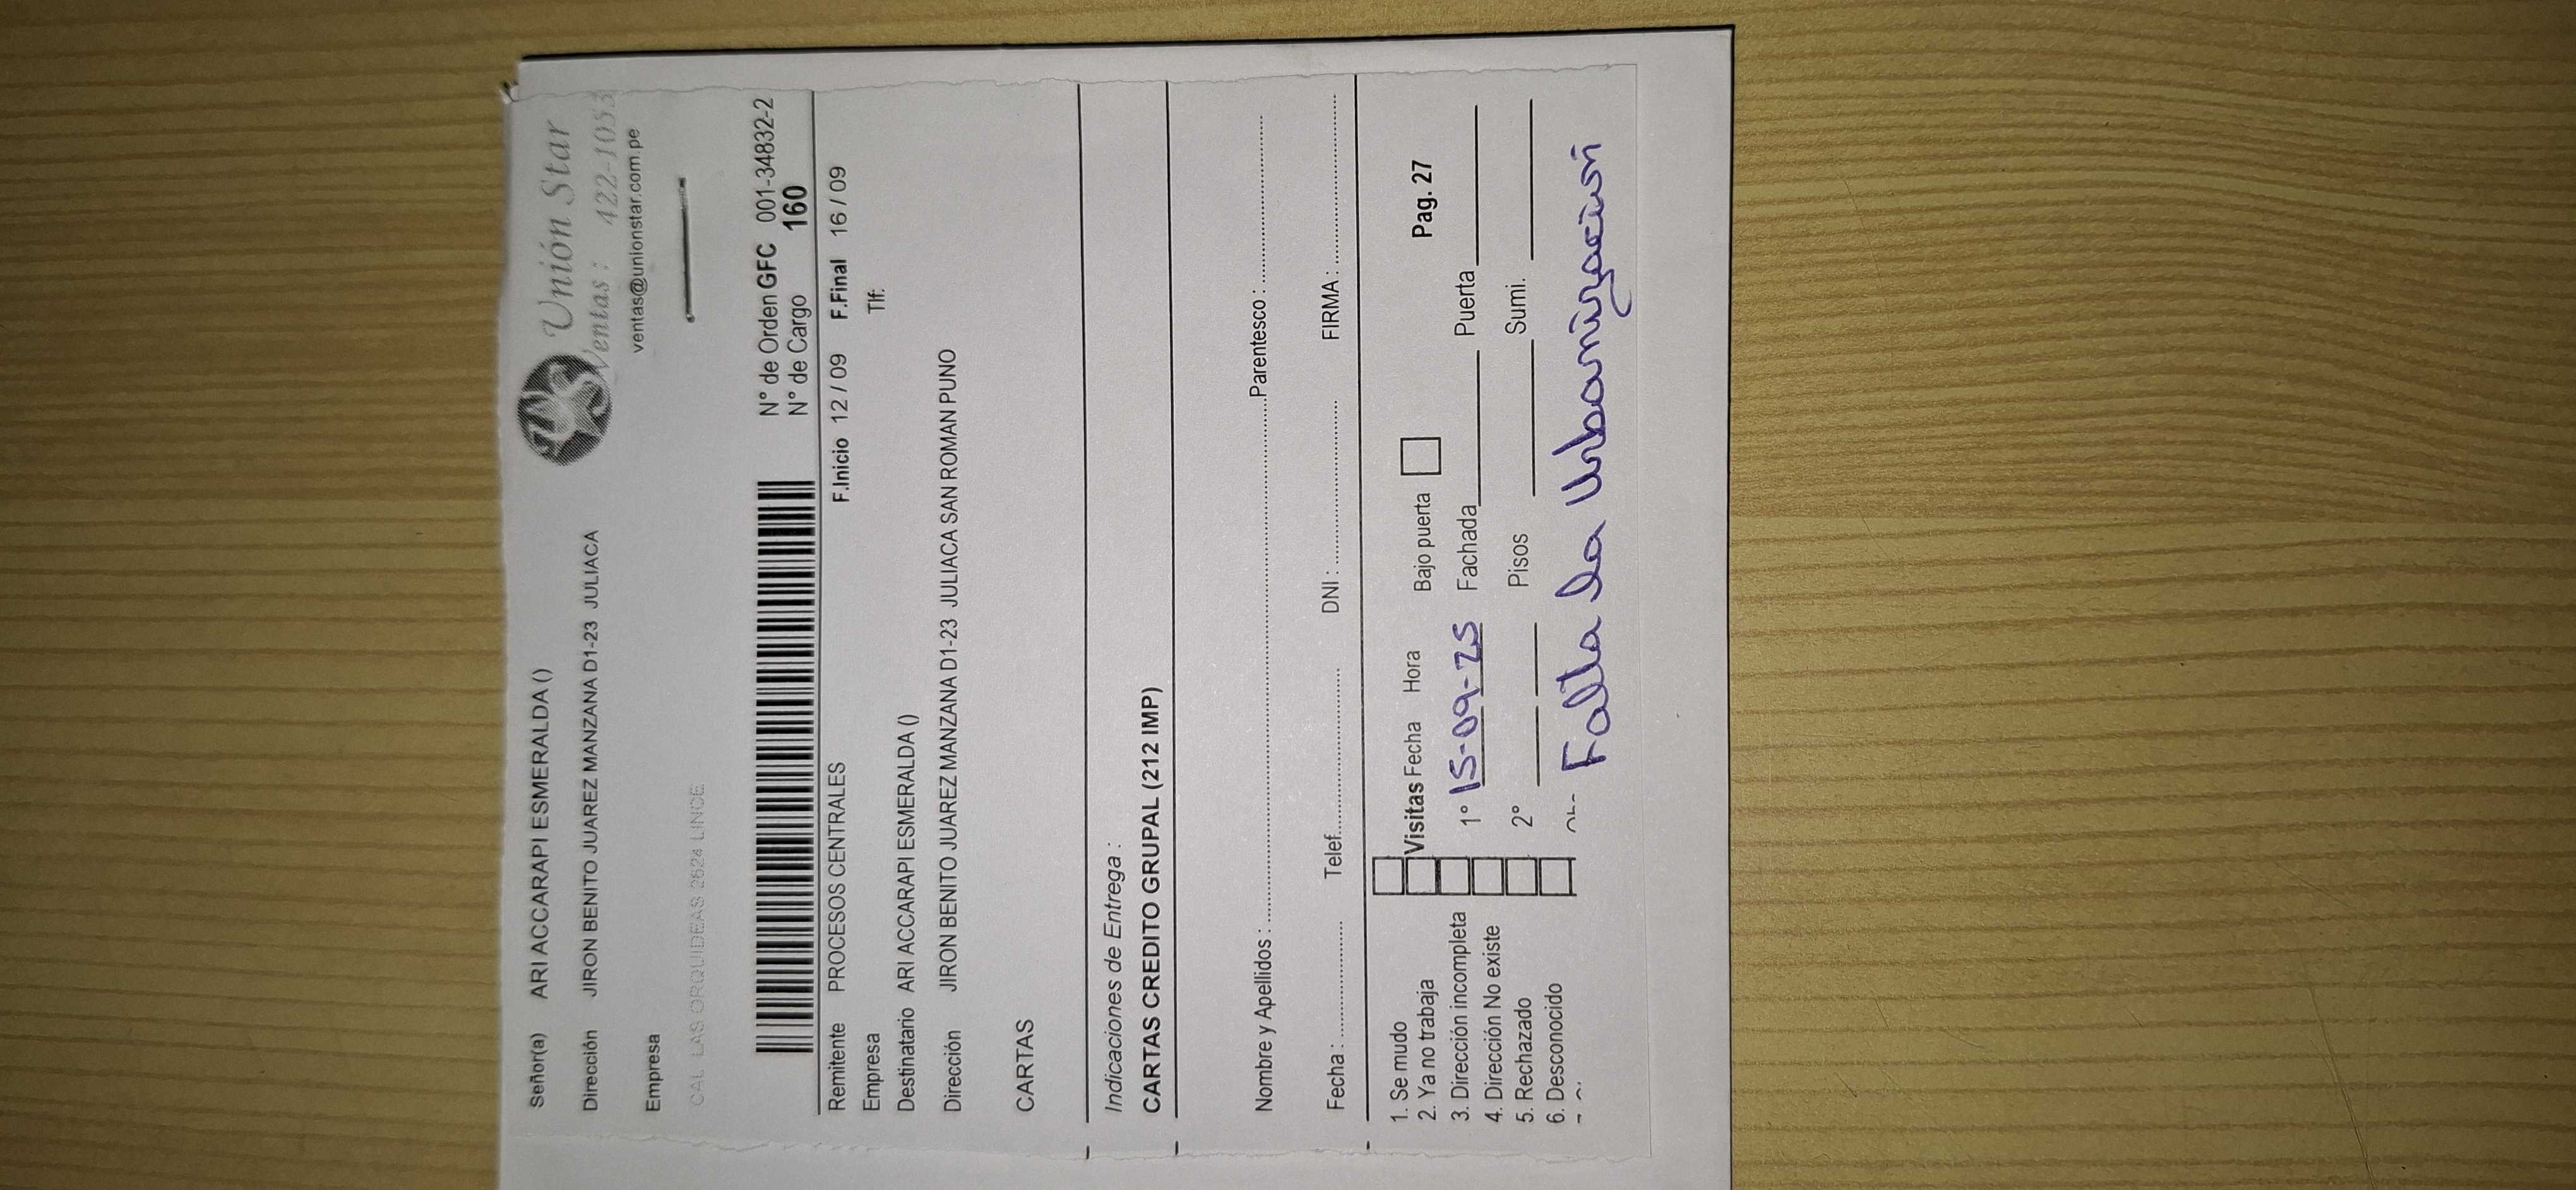 Señor(a) ARI ACCARAPI ESMERALDA ()
Unión Star
Dirección JIRON BENITO JUAREZ MANZANA D1-23 JULIACA
Ventas: 422-1053
ventas@unionstar.com.pe
Empresa
CAL LAS ORQUIDEAS 2624 LINCE
N° de Orden GFC 001-34832-2
N° de Cargo 160
Remitente PROCESOS CENTRALES F.Inicio 12 / 09 F.Final 16 / 09
Empresa Tlf.
Destinatario ARI ACCARAPI ESMERALDA ()
Dirección JIRON BENITO JUAREZ MANZANA D1-23 JULIACA SAN ROMAN PUNO
CARTAS
Indicaciones de Entrega :
CARTAS CREDITO GRUPAL (212 IMP)
Nombre y Apellidos : Parentesco :
Fecha : Telef. DNI : FIRMA :
1. Se mudo
2. Ya no trabaja Visitas Fecha Hora Bajo puerta Pag. 27
3. Dirección incompleta 1° 15-09-25 Fachada Puerta
4. Dirección No existe
5. Rechazado 2° Pisos Sumi.
6. Desconocido
Falta la Urbanización